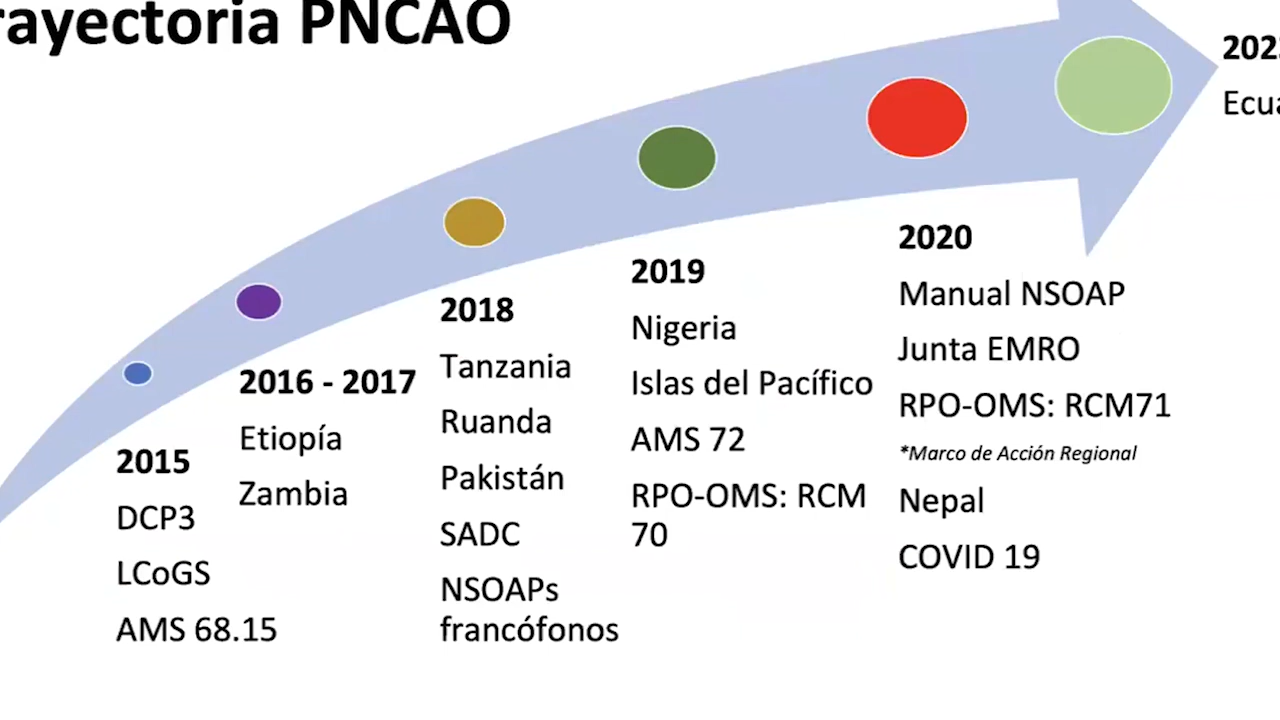 rayectoria PNCAO
2015
DCP3
LCoGS
AMS 68.15
2016 - 2017
Etiopía
Zambia
2018
Tanzania
Ruanda
Pakistán
SADC
NSOAPs
francófonos
2019
Nigeria
Islas del Pacífico
AMS 72
RPO-OMS: RCM
70
2020
Manual NSOAP
Junta EMRO
RPO-OMS: RCM71
*Marco de Acción Regional
Nepal
COVID 19
202
Ecua